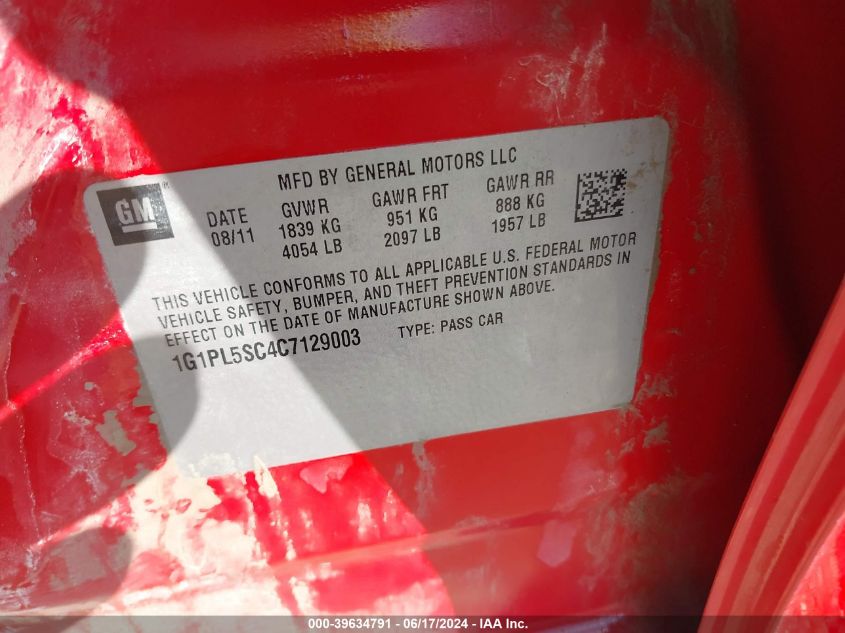 MFD BY GENERAL MOTORS LLC
GM
DATE GVWR GAWR FRT GAWR RR
08/11 1839 KG 951 KG 888 KG
4054 LB 2097 LB 1957 LB
THIS VEHICLE CONFORMS TO ALL APPLICABLE U.S. FEDERAL MOTOR
VEHICLE SAFETY, BUMPER, AND THEFT PREVENTION STANDARDS IN
EFFECT ON THE DATE OF MANUFACTURE SHOWN ABOVE.
1G1PL5SC4C7129003 TYPE: PASS CAR
000-39634791 - 06/17/2024 - IAA Inc.